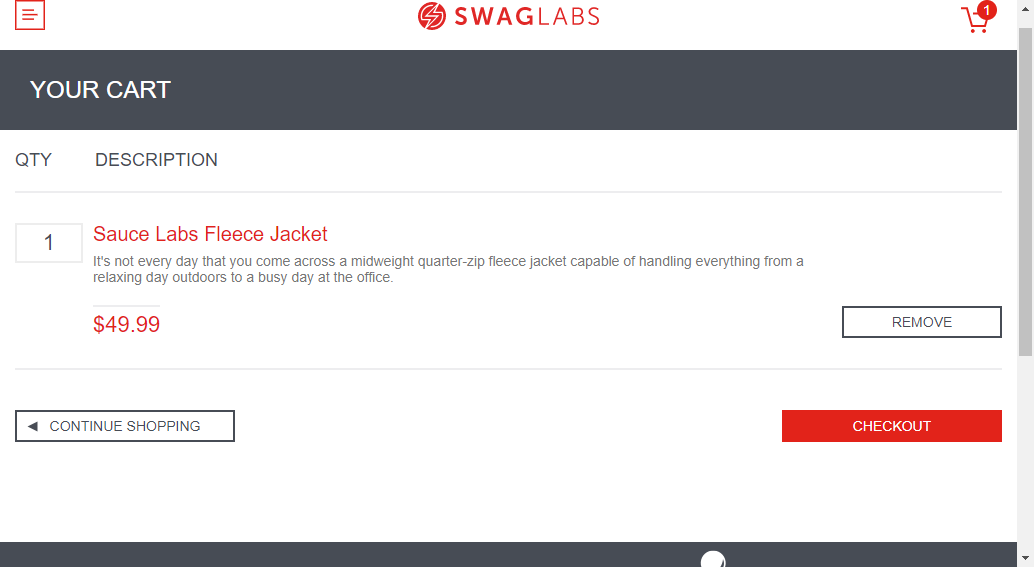 SWAGLABS
1
YOUR CART
QTY
DESCRIPTION
1
Sauce Labs Fleece Jacket
It's not every day that you come across a midweight quarter-zip fleece jacket capable of handling everything from a
relaxing day outdoors to a busy day at the office.
$49.99
REMOVE
CONTINUE SHOPPING
CHECKOUT